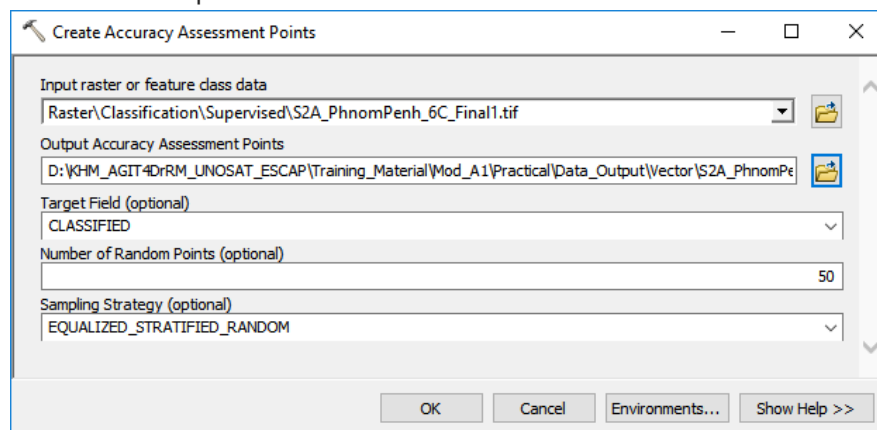 Create Accuracy Assessment Points
Input raster or feature class data
Raster\Classification\Supervised\S2A_PhnomPenh_6C_Final1.tif
Output Accuracy Assessment Points
D:\KHM_AGIT4DrRM_UNOSAT_ESCAP\Training_Material\Mod_A1\Practical\Data_Output\Vector\S2A_PhnomPe
Target Field (optional)
CLASSIFIED
Number of Random Points (optional)
50
Sampling Strategy (optional)
EQUALIZED_STRATIFIED_RANDOM
OK Cancel Environments... Show Help >>